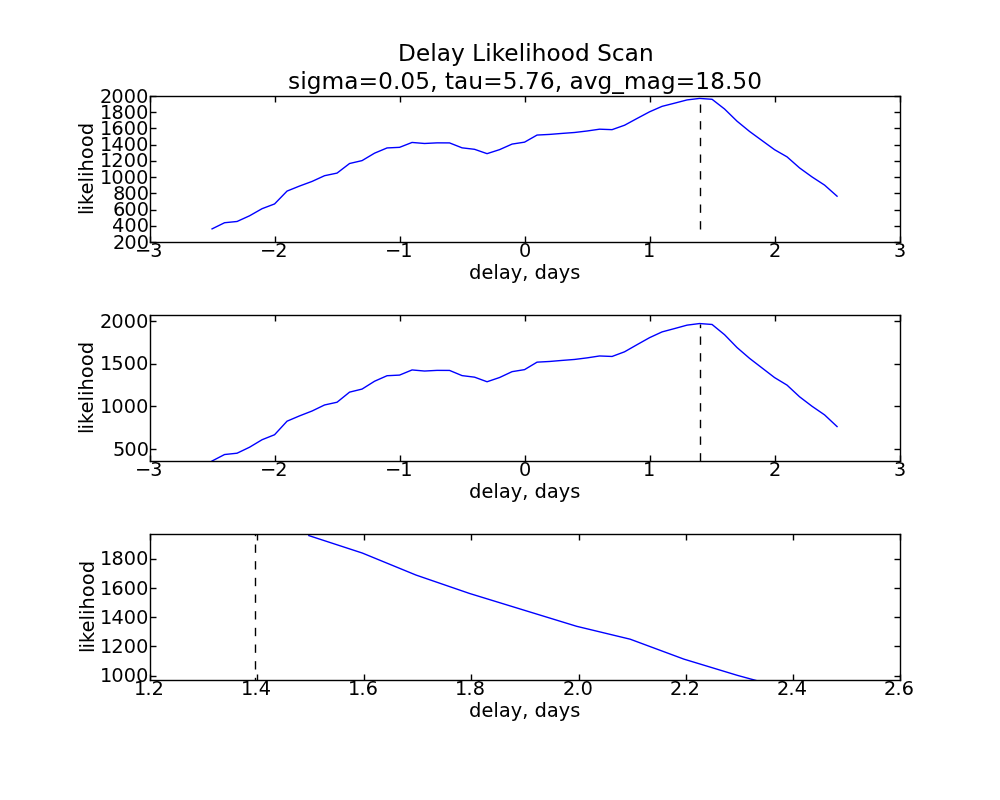 Delay Likelihood Scan
sigma=0.05, tau=5.76, avg_mag=18.50
2000
1800
1600
1400
1200
1000
800
600
400
200
likelihood
−3 −2 −1 0 1 2 3
delay, days
2000
1500
1000
500
likelihood
−3 −2 −1 0 1 2 3
delay, days
1800
1600
1400
1200
1000
likelihood
1.2 1.4 1.6 1.8 2.0 2.2 2.4 2.6
delay, days